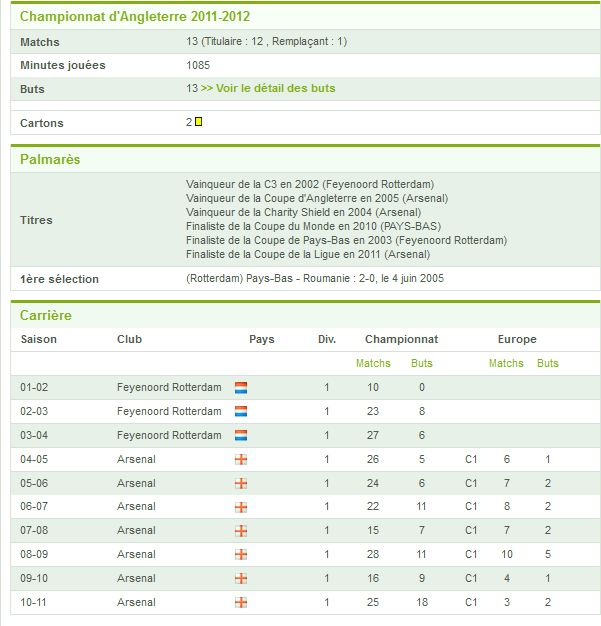 Championnat d'Angleterre 2011-2012
Matchs 13 (Titulaire : 12 , Remplaçant : 1)
Minutes jouées 1085
Buts 13 >> Voir le détail des buts
Cartons 2
Palmarès
Vainqueur de la C3 en 2002 (Feyenoord Rotterdam)
Vainqueur de la Coupe d'Angleterre en 2005 (Arsenal)
Vainqueur de la Charity Shield en 2004 (Arsenal)
Titres Finaliste de la Coupe du Monde en 2010 (PAYS-BAS)
Finaliste de la Coupe de Pays-Bas en 2003 (Feyenoord Rotterdam)
Finaliste de la Coupe de la Ligue en 2011 (Arsenal)
1ère sélection (Rotterdam) Pays-Bas - Roumanie : 2-0, le 4 juin 2005
Carrière
Saison Club Pays Div. Championnat Europe
Matchs Buts Matchs Buts
01-02 Feyenoord Rotterdam 1 10 0
02-03 Feyenoord Rotterdam 1 23 8
03-04 Feyenoord Rotterdam 1 27 6
04-05 Arsenal 1 26 5 C1 6 1
05-06 Arsenal 1 24 6 C1 7 2
06-07 Arsenal 1 22 11 C1 8 2
07-08 Arsenal 1 15 7 C1 7 2
08-09 Arsenal 1 28 11 C1 10 5
09-10 Arsenal 1 16 9 C1 4 1
10-11 Arsenal 1 25 18 C1 3 2